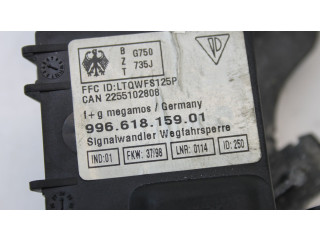 B G750
Z
T 735J
FFC ID:LTQWFS125P
CAN 2255102808
f+g megamos / Germany
996.618.159.01
Signalwandler Wegfahrsperre
IND:01 FKW: 37/98 LNR: 0114 ID: 250